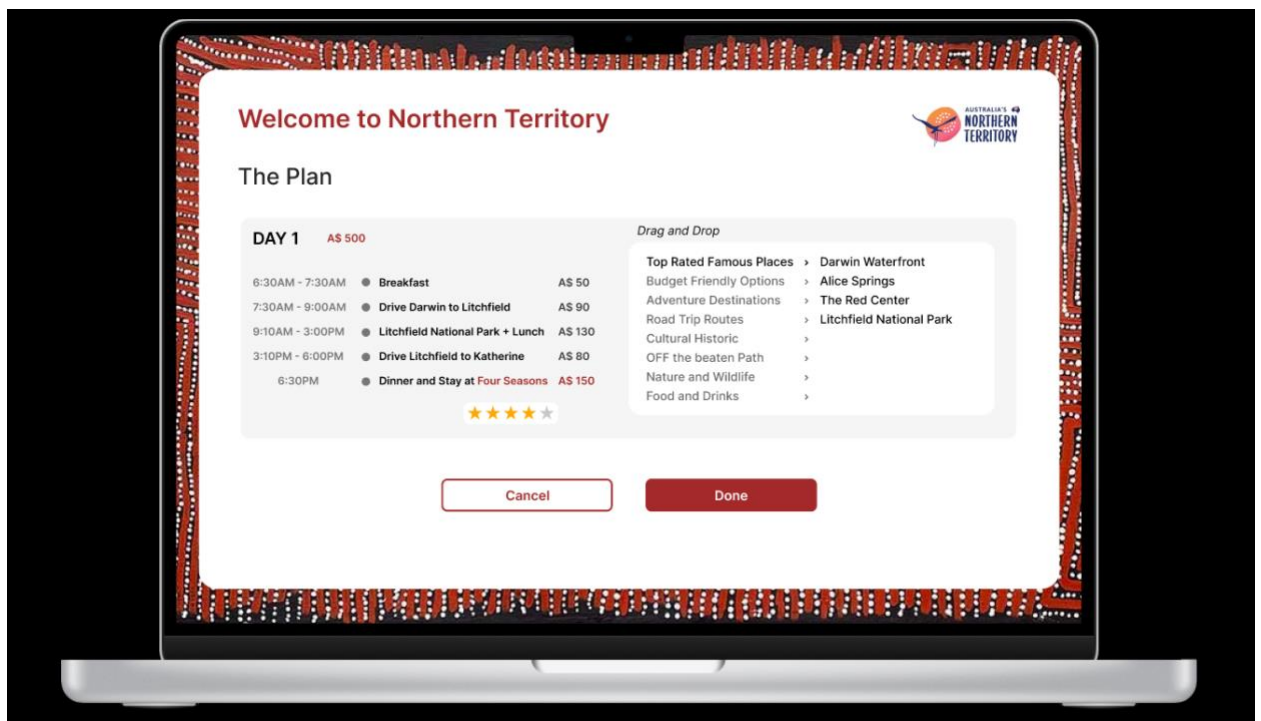 Welcome to Northern Territory
AUSTRALIA'S
NORTHERN
TERRITORY
The Plan
DAY 1 A$ 500
6:30AM - 7:30AM Breakfast A$ 50
7:30AM - 9:00AM Drive Darwin to Litchfield A$ 90
9:10AM - 3:00PM Litchfield National Park + Lunch A$ 130
3:10PM - 6:00PM Drive Litchfield to Katherine A$ 80
6:30PM Dinner and Stay at Four Seasons A$ 150
Drag and Drop
Top Rated Famous Places › Darwin Waterfront
Budget Friendly Options › Alice Springs
Adventure Destinations › The Red Center
Road Trip Routes › Litchfield National Park
Cultural Historic ›
OFF the beaten Path ›
Nature and Wildlife ›
Food and Drinks ›
Cancel
Done